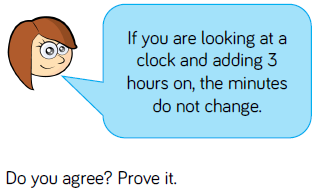 If you are looking at a
clock and adding 3
hours on, the minutes
do not change.
Do you agree? Prove it.